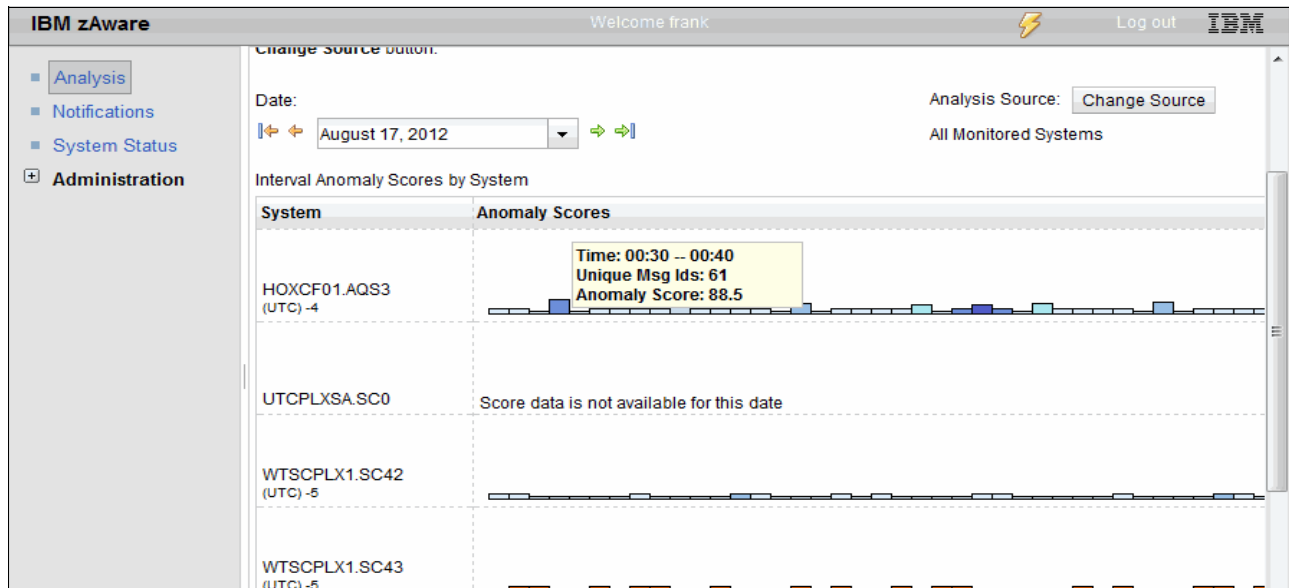 IBM zAware
Welcome frank
Log out
IBM
Change Source button.
Analysis
Notifications
System Status
Administration
Date:
August 17, 2012
Analysis Source:
Change Source
All Monitored Systems
Interval Anomaly Scores by System
System
Anomaly Scores
Time: 00:30 -- 00:40
Unique Msg Ids: 61
Anomaly Score: 88.5
HOXCF01.AQS3
(UTC) -4
UTCPLXSA.SC0
Score data is not available for this date
WTSCPLX1.SC42
(UTC) -5
WTSCPLX1.SC43
(UTC) -5